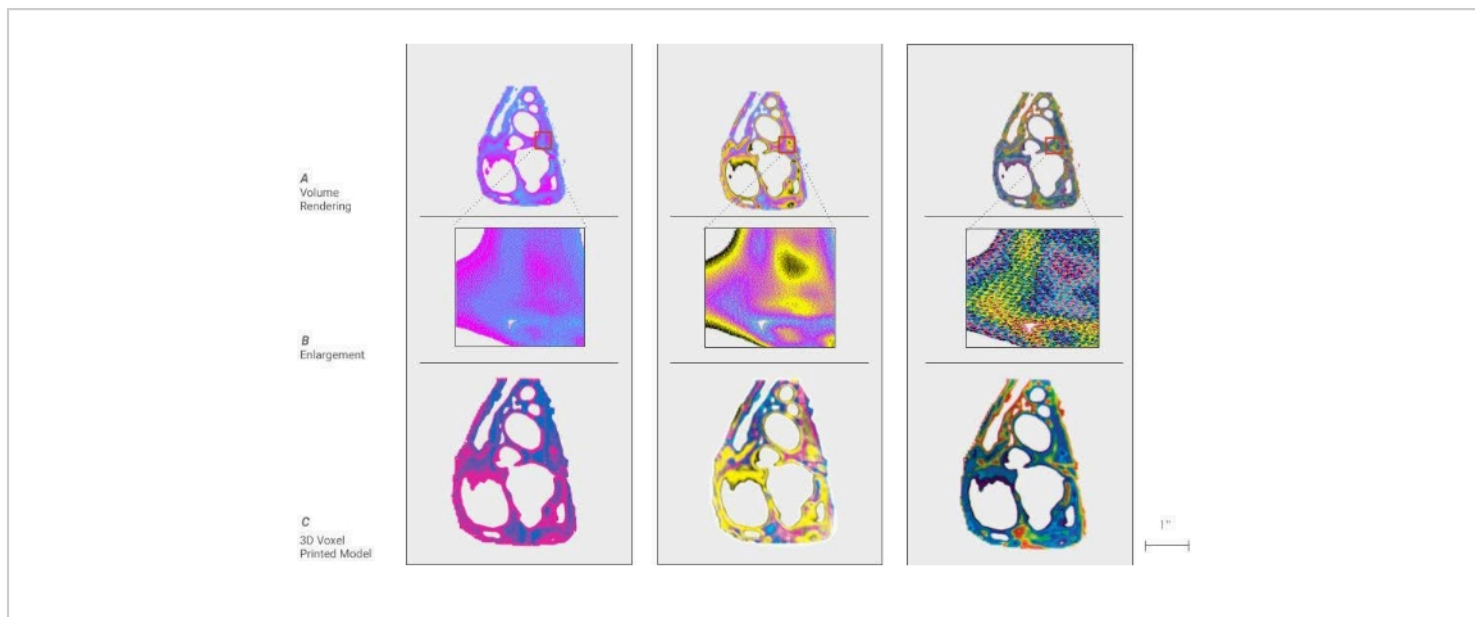 A
Volume
Rendering
B
Enlargement
C
3D Voxel
Printed Model
1"